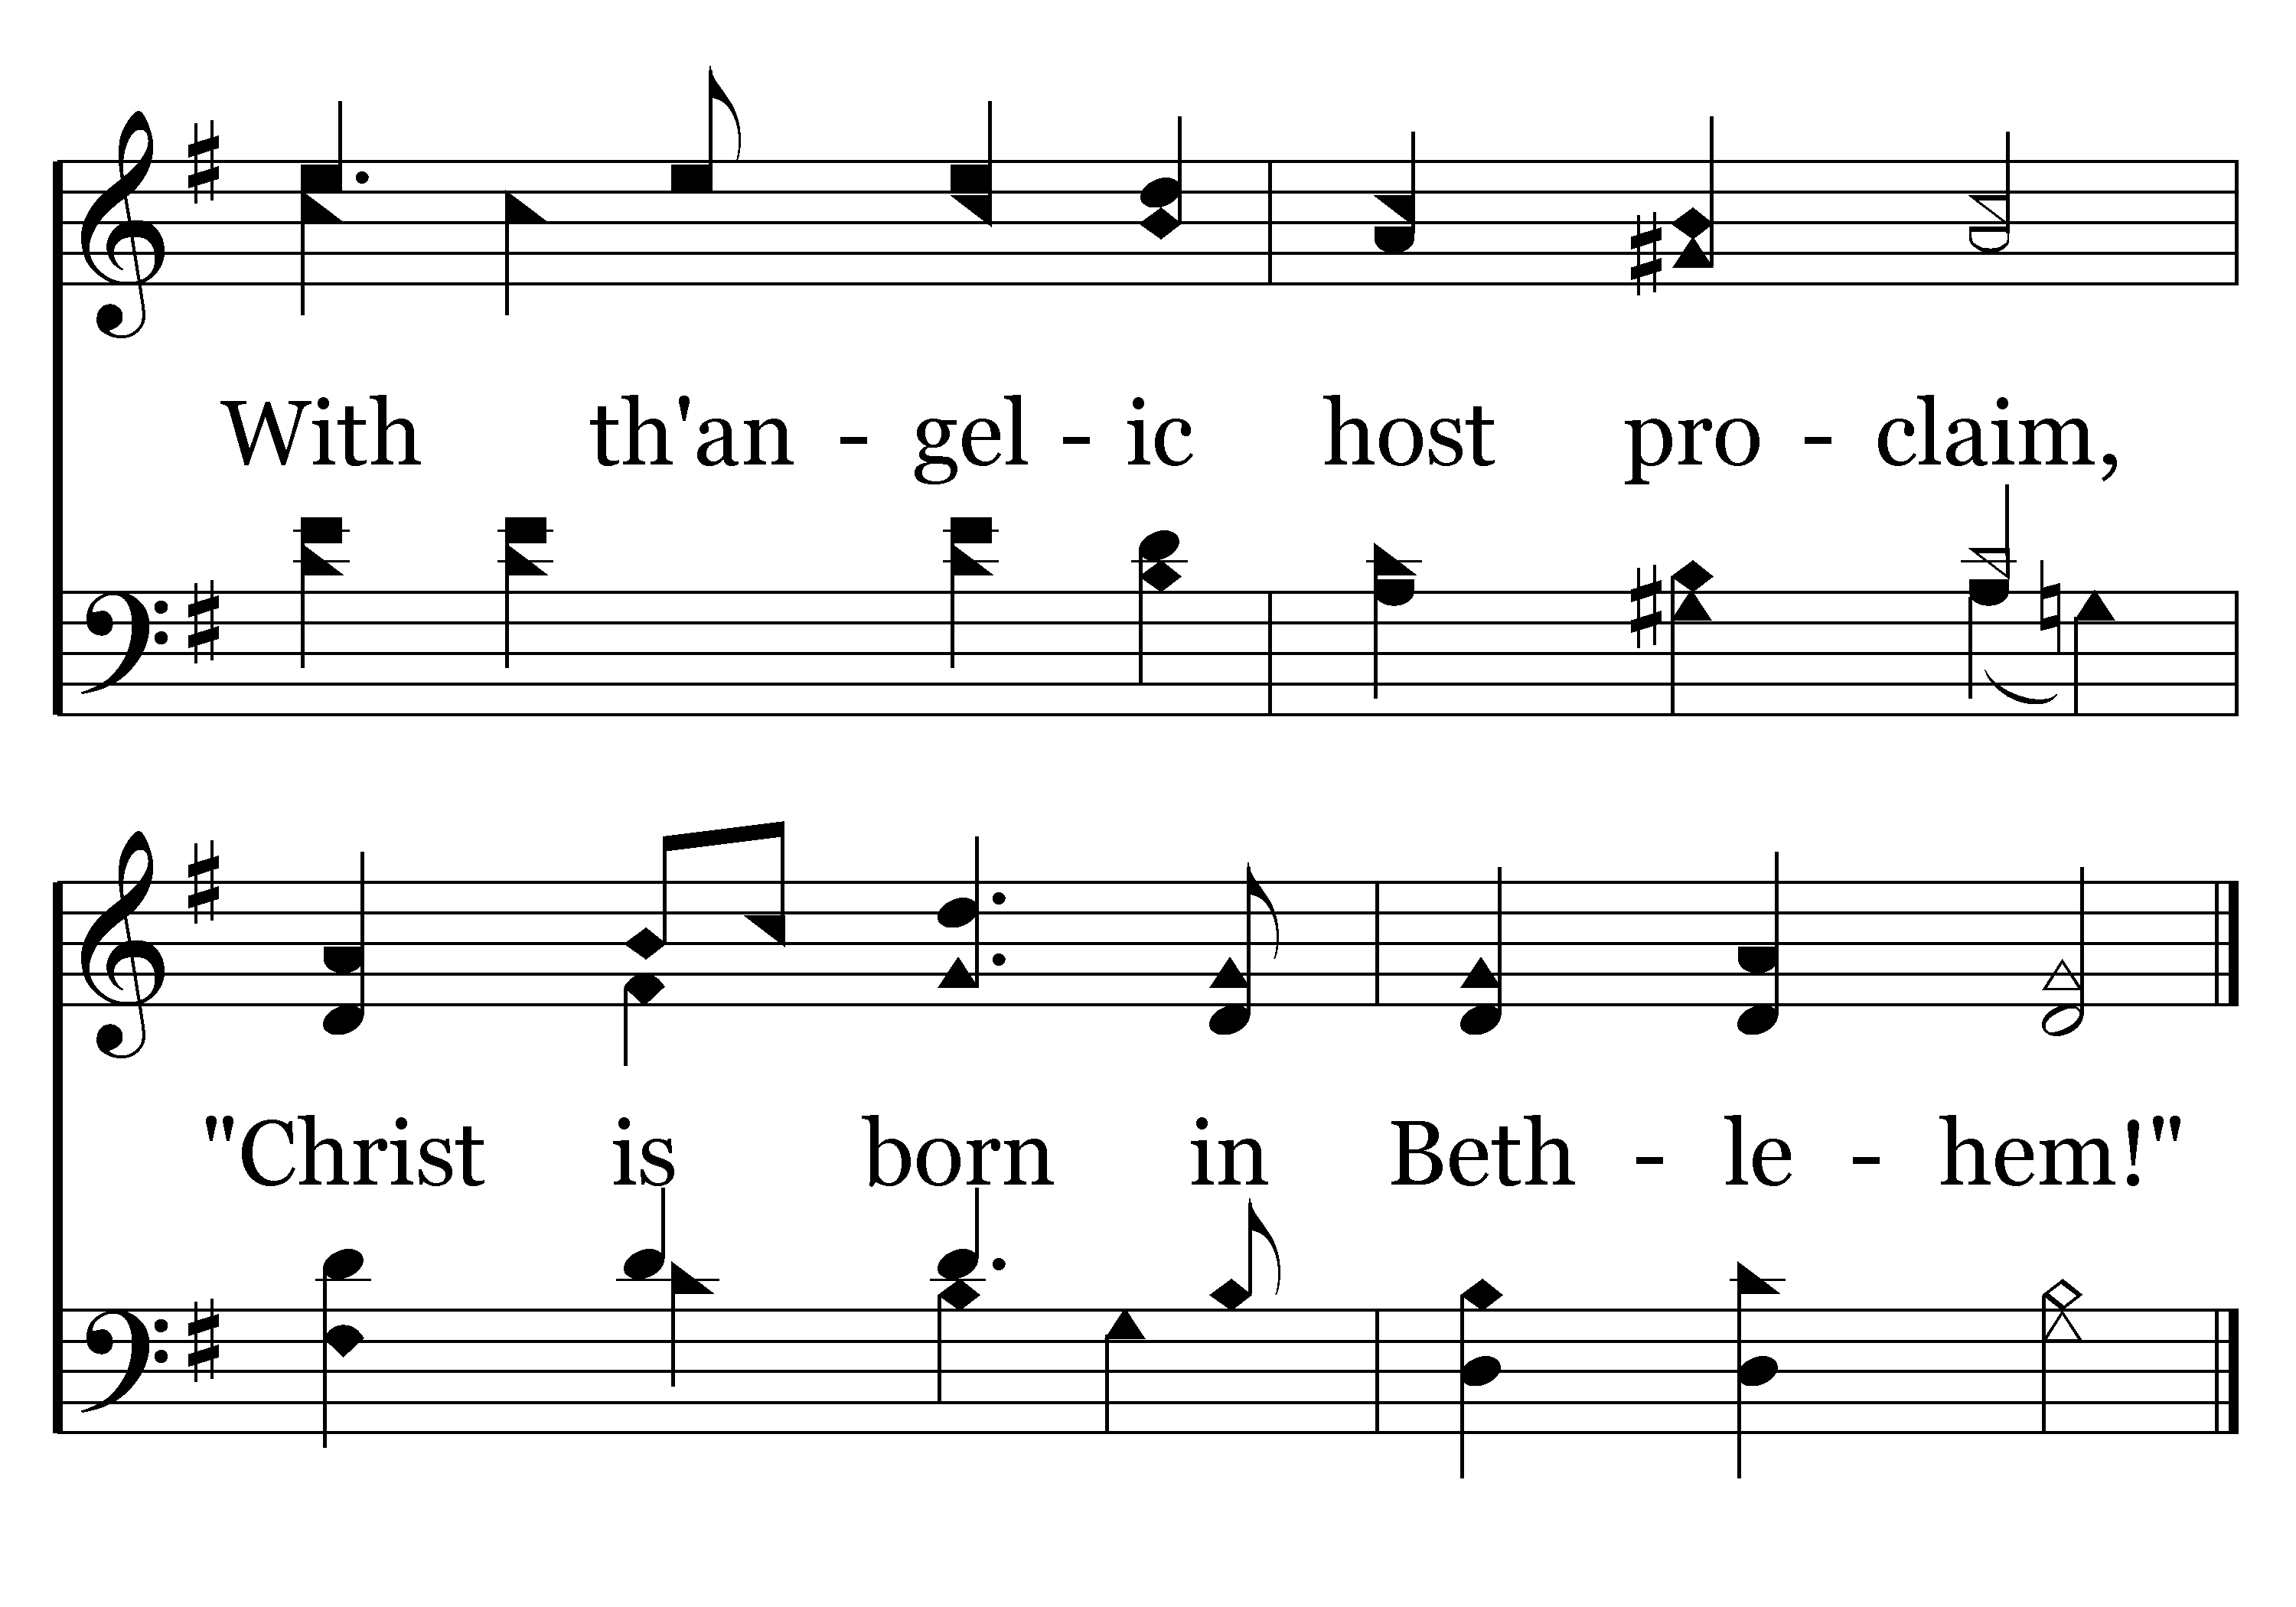 With th'an - gel - ic host pro - claim,
"Christ is born in Beth - le - hem!"